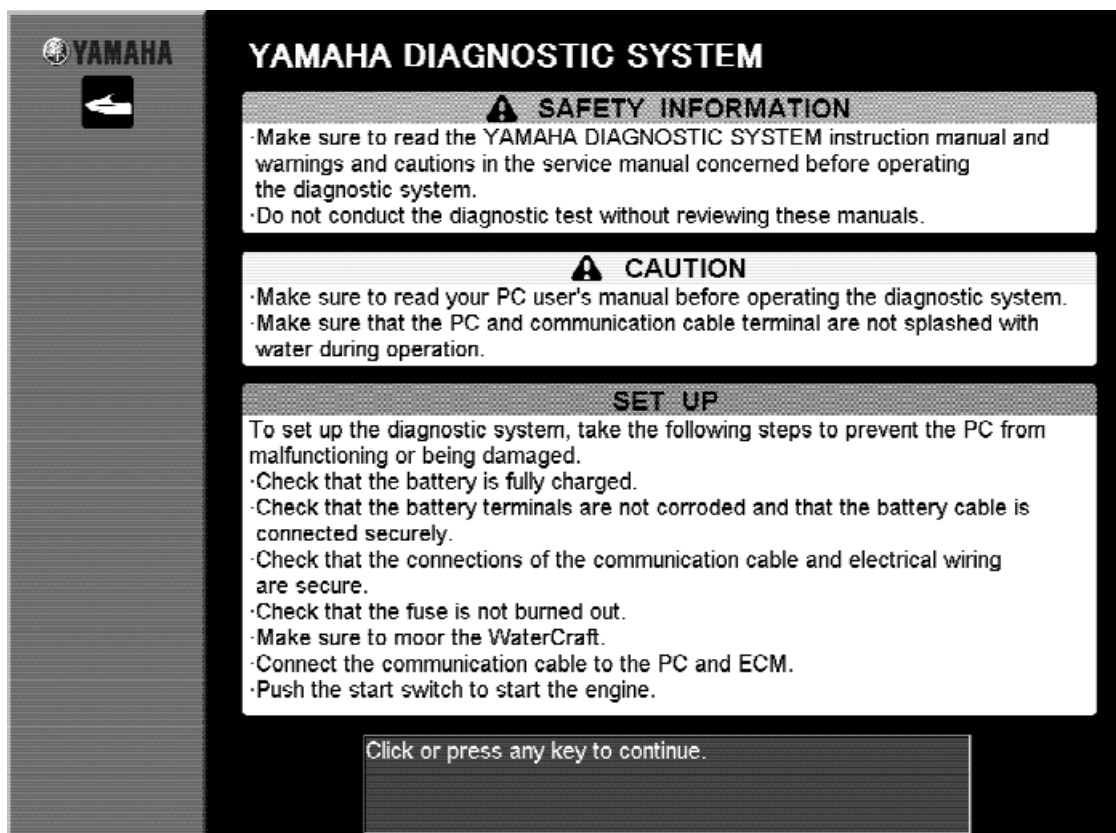 YAMAHA
YAMAHA DIAGNOSTIC SYSTEM
SAFETY INFORMATION
·Make sure to read the YAMAHA DIAGNOSTIC SYSTEM instruction manual and
warnings and cautions in the service manual concerned before operating
the diagnostic system.
·Do not conduct the diagnostic test without reviewing these manuals.
CAUTION
·Make sure to read your PC user's manual before operating the diagnostic system.
·Make sure that the PC and communication cable terminal are not splashed with
water during operation.
SET UP
To set up the diagnostic system, take the following steps to prevent the PC from
malfunctioning or being damaged.
·Check that the battery is fully charged.
·Check that the battery terminals are not corroded and that the battery cable is
connected securely.
·Check that the connections of the communication cable and electrical wiring
are secure.
·Check that the fuse is not burned out.
·Make sure to moor the WaterCraft.
·Connect the communication cable to the PC and ECM.
·Push the start switch to start the engine.
Click or press any key to continue.